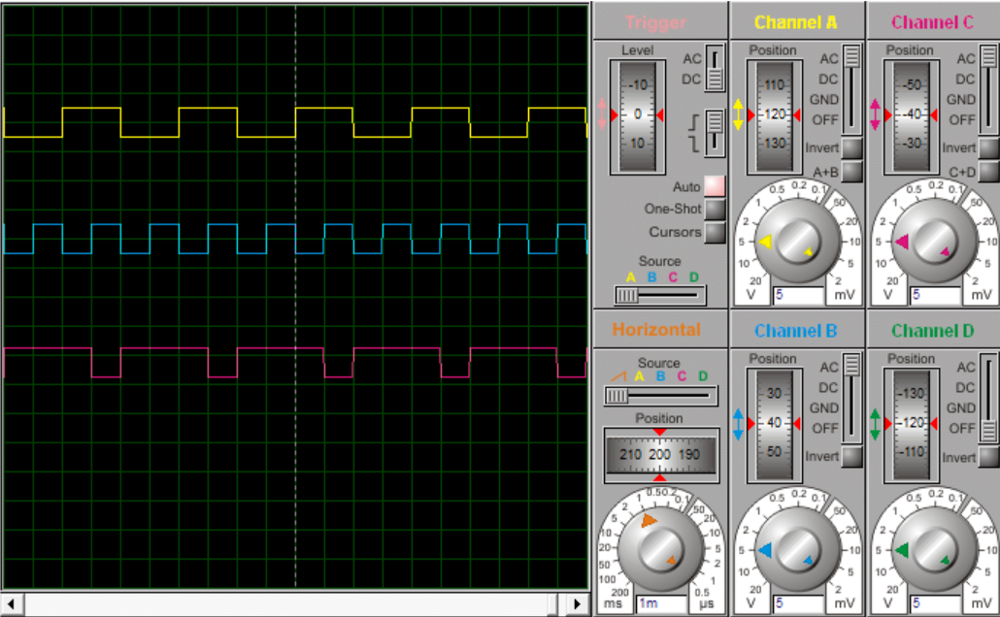 Trigger
Level
-10
0
10
AC
DC
Auto
One-Shot
Cursors
Source
A B C D
Channel A
Position
110
120
130
AC
DC
GND
OFF
Invert
A+B
20 10 5 2 1 0.5 0.2 0.1 50 20 10 5 2
V 5 mV
Channel C
Position
-50
-40
-30
AC
DC
GND
OFF
Invert
C+D
20 10 5 2 1 0.5 0.2 0.1 50 20 10 5 2
V 5 mV
Horizontal
Source
A B C D
Position
210 200 190
200 100 50 20 10 5 2 1 0.5 0.2 0.1 50 20 10 5 2 1 0.5
ms 1m µs
Channel B
Position
30
40
50
AC
DC
GND
OFF
Invert
20 10 5 2 1 0.5 0.2 0.1 50 20 10 5 2
V 5 mV
Channel D
Position
-130
-120
-110
AC
DC
GND
OFF
Invert
20 10 5 2 1 0.5 0.2 0.1 50 20 10 5 2
V 5 mV